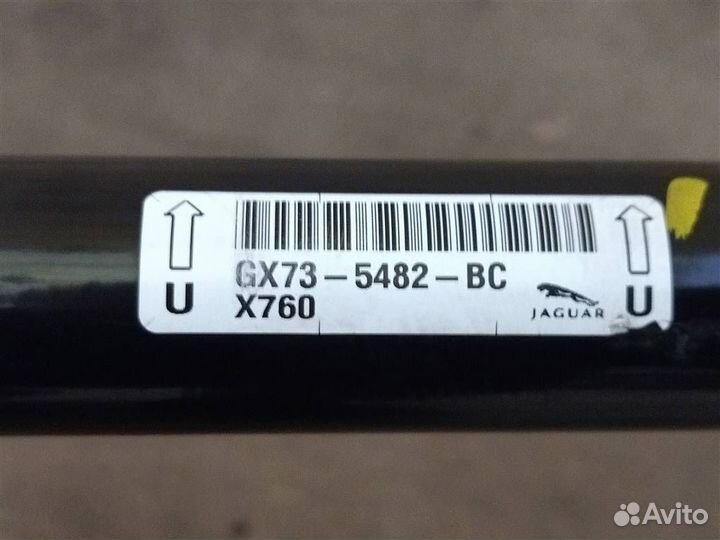 GX73-5482-BC
X760
U
JAGUAR
U
Avito